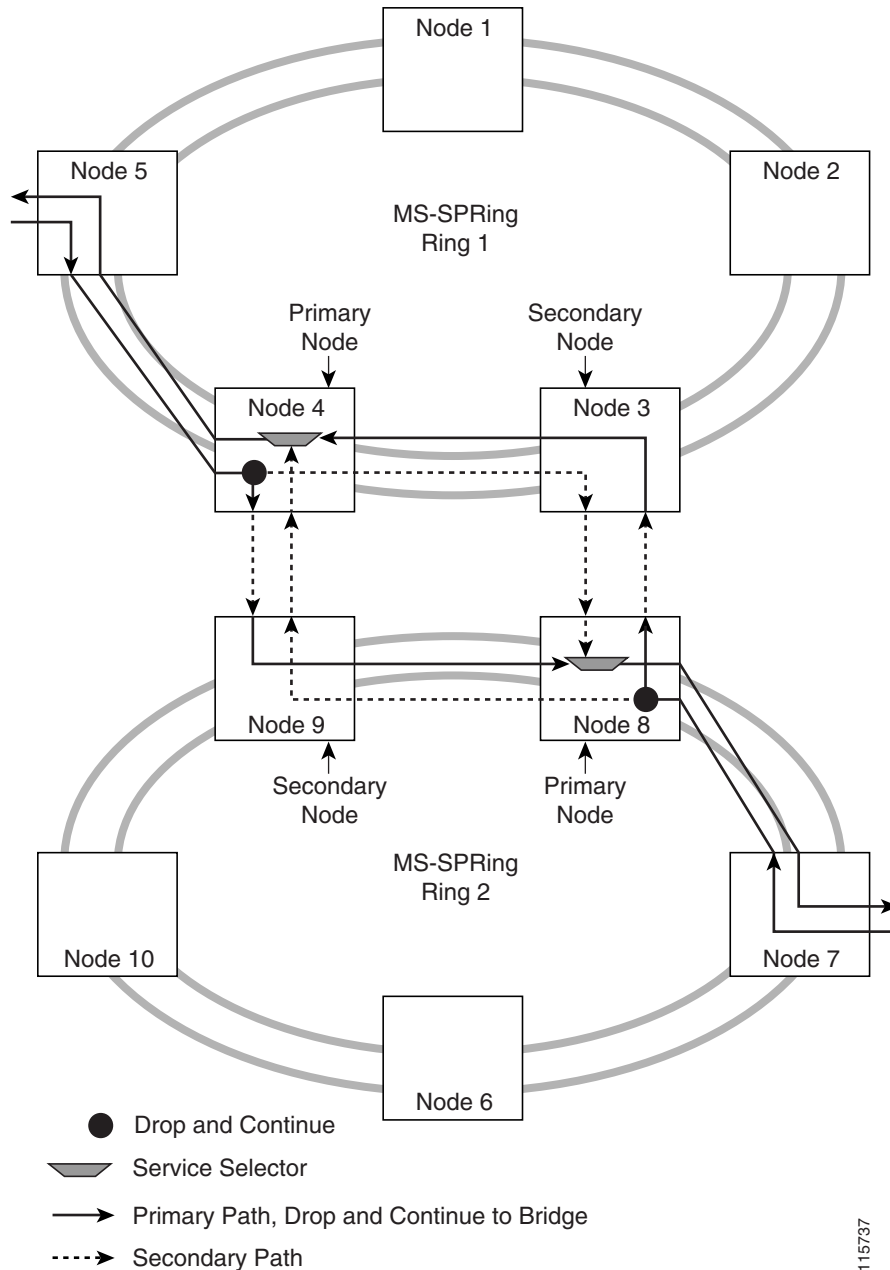 Node 1
Node 5
Node 2
MS-SPRing
Ring 1
Primary
Node
Secondary
Node
Node 4
Node 3
Node 9
Node 8
Secondary
Node
Primary
Node
MS-SPRing
Ring 2
Node 10
Node 7
Node 6
Drop and Continue
Service Selector
Primary Path, Drop and Continue to Bridge
Secondary Path
115737